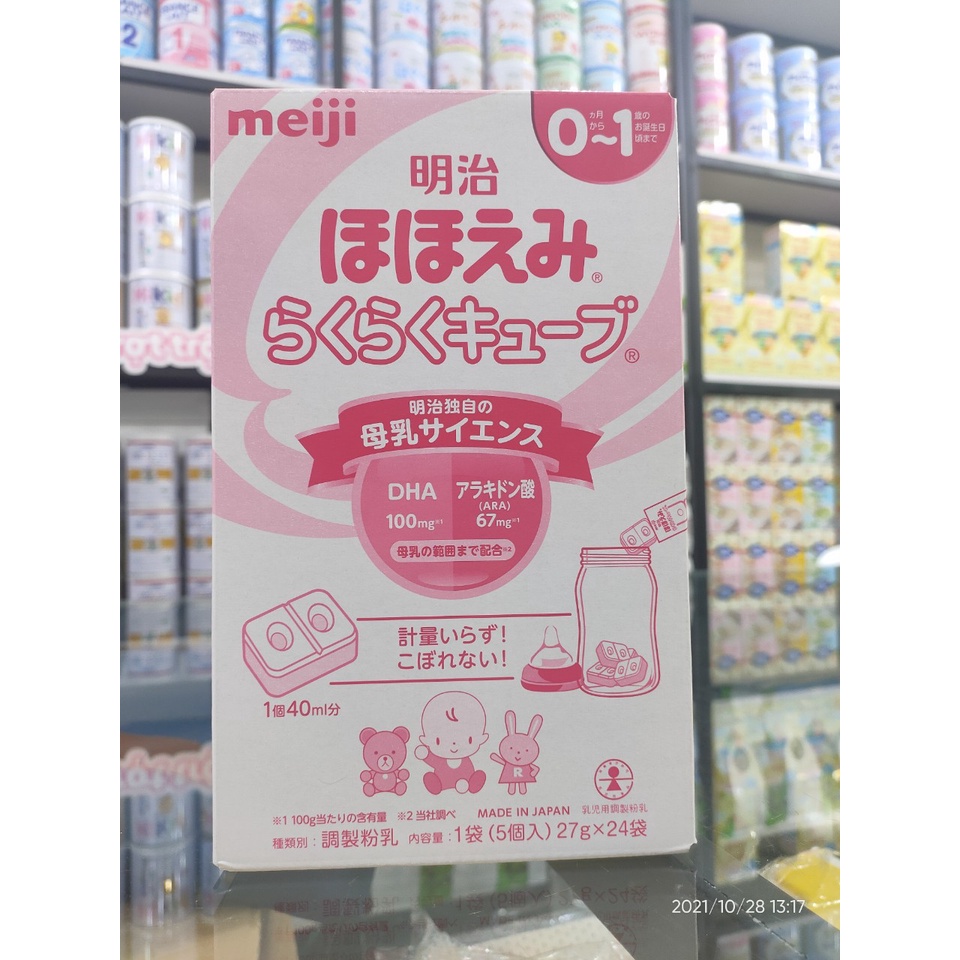 meiji
0ヵ月から~1歳のお誕生日頃まで
明治
ほほえみ®
らくらくキューブ®
明治独自の
母乳サイエンス
DHA
100mg※1
アラキドン酸
(ARA)
67mg※1
母乳の範囲まで配合※2
計量いらず!
こぼれない!
1個40ml分
R
※1 100g当たりの含有量 ※2 当社調べ
MADE IN JAPAN
乳児用調製粉乳
種類別:調製粉乳 内容量:1袋(5個入)27g×24袋
2021/10/28 13:17